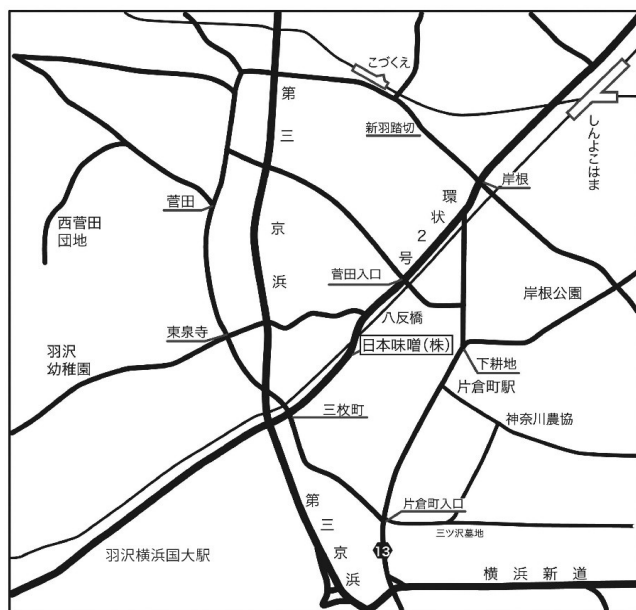 こづくえ
第三京浜
新羽踏切
しんよこはま
岸根
環状2号
菅田
西菅田
団地
菅田入口
岸根公園
八反橋
東泉寺
日本味噌(株)
羽沢
幼稚園
下耕地
片倉町駅
三枚町
神奈川農協
片倉町入口
第三京浜
三ツ沢墓地
13
羽沢横浜国大駅
横浜新道